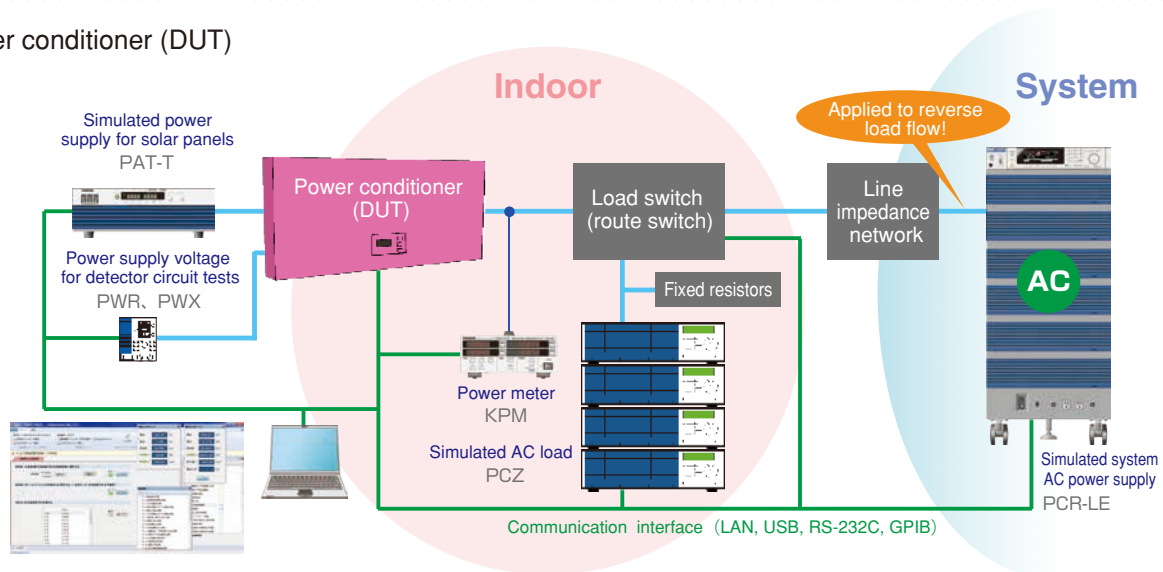 er conditioner (DUT)
Indoor
System
Simulated power
supply for solar panels
PAT-T
Power conditioner
(DUT)
Load switch
(route switch)
Applied to reverse
load flow!
Line
impedance
network
Power supply voltage
for detector circuit tests
PWR、PWX
Fixed resistors
AC
Power meter
KPM
Simulated AC load
PCZ
Simulated system
AC power supply
PCR-LE
Communication interface（LAN, USB, RS-232C, GPIB）